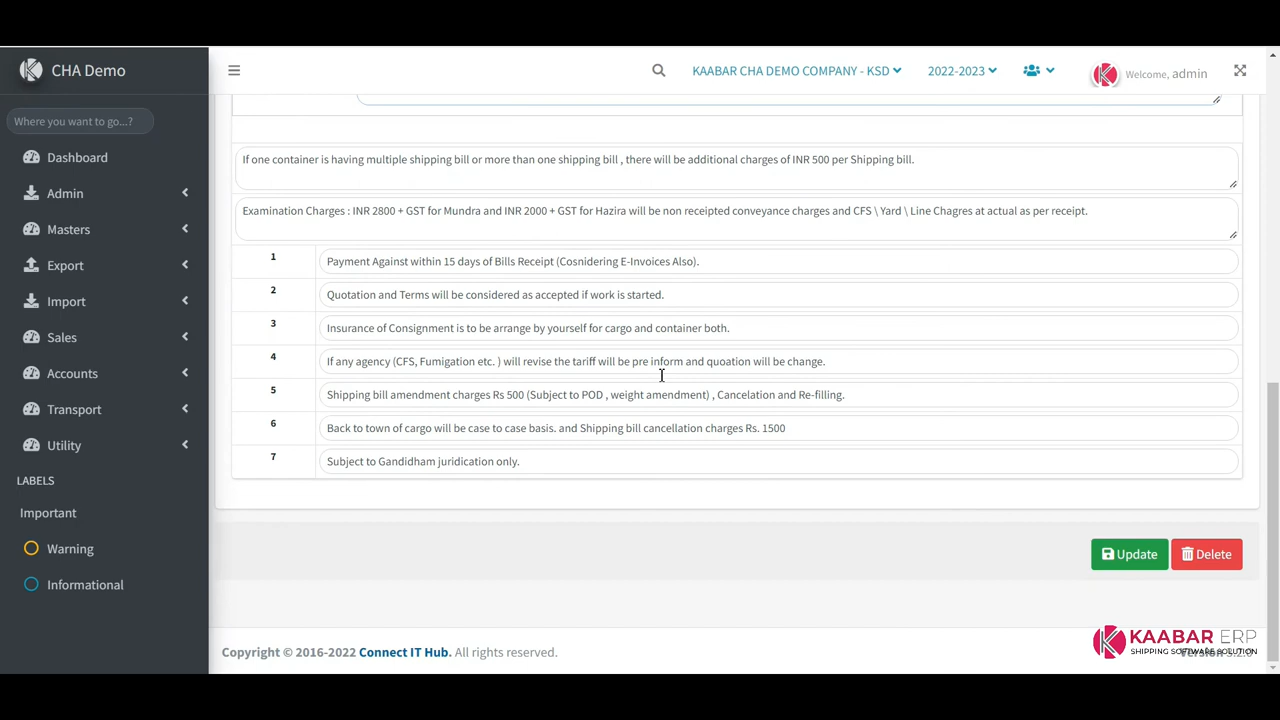 CHA Demo
KAABAR CHA DEMO COMPANY - KSD
2022-2023
Welcome, admin
Where you want to go...?
Dashboard
Admin
Masters
Export
Import
Sales
Accounts
Transport
Utility
LABELS
Important
Warning
Informational
If one container is having multiple shipping bill or more than one shipping bill , there will be additional charges of INR 500 per Shipping bill.
Examination Charges : INR 2800 + GST for Mundra and INR 2000 + GST for Hazira will be non receipted conveyance charges and CFS \ Yard \ Line Chagres at actual as per receipt.
1 Payment Against within 15 days of Bills Receipt (Cosnidering E-Invoices Also).
2 Quotation and Terms will be considered as accepted if work is started.
3 Insurance of Consignment is to be arrange by yourself for cargo and container both.
4 If any agency (CFS, Fumigation etc. ) will revise the tariff will be pre inform and quoation will be change.
5 Shipping bill amendment charges Rs 500 (Subject to POD , weight amendment) , Cancelation and Re-filling.
6 Back to town of cargo will be case to case basis. and Shipping bill cancellation charges Rs. 1500
7 Subject to Gandidham juridication only.
Update Delete
Copyright © 2016-2022 Connect IT Hub. All rights reserved.
KAABAR ERP
SHIPPING SOFTWARE SOLUTION